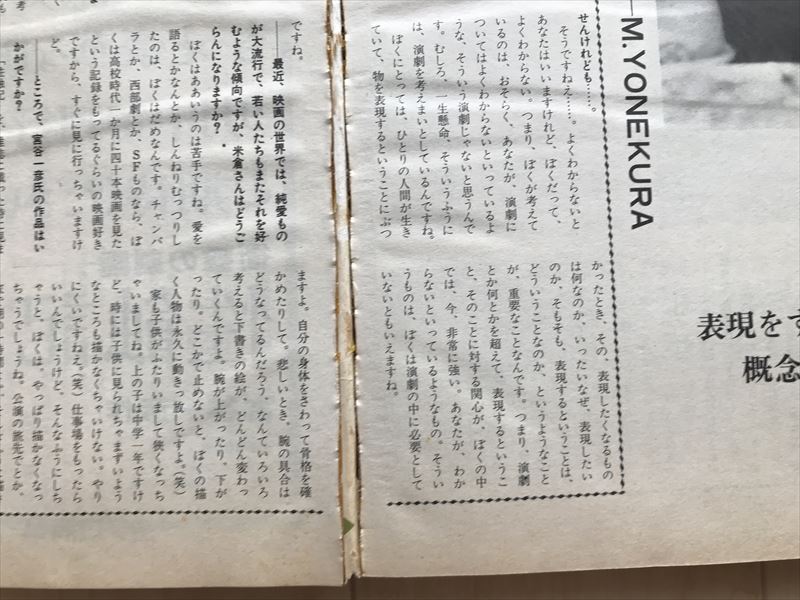 M.YONEKURA
表現をす
概念
せんけれども……。
そうですねえ……。よくわからないと
あなたはいいますけれど、ぼくだって、
よくわからない。つまり、ぼくが考えて
いるのは、おそらく、あなたが、演劇に
ついてはよくわからないといっているよ
うな、そういう演劇じゃないと思うんで
す。むしろ、一生懸命、そういうふうに
は、演劇を考えまいとしているんですね。
ぼくにとっては、ひとりの人間が生き
ていて、物を表現するということにぶつ
かったとき、その、表現したくなるもの
は何なのか、いったいなぜ、表現したい
のか、そもそも、表現するということは、
どういうことなのか、というようなこと
が、重要なことなんです。つまり、演劇
とか何とかを超えて、表現するというこ
と、そのことに対する関心が、ぼくの中
では、今、非常に強い。あなたが、わか
らないといっているようなもの。そうい
うものは、ぼくは演劇の中に必要として
いないともいえますね。
ですね。
――最近、映画の世界では、純愛もの
が大流行で、若い人たちもまたそれを好
むような傾向ですが、米倉さんはどうご
らんになりますか？
ぼくはああいうのは苦手ですね。愛を
語るとかなんとか、しんねりむっつりし
たのは、ぼくはだめなんです。チャンバ
ラとか、西部劇とか、SFものなら、ぼ
くは高校時代一か月に四十本映画を見た
という記録をもってるぐらいの映画好き
ですから、すぐに見に行っちゃいますけ
ど。
――ところで、宮谷一彦氏の作品はい
かがですか？
ますよ。自分の身体をさわって骨格を確
かめたりして。悲しいとき、腕の具合は
どうなってるんだろう、なんていろいろ
考えると下書きの絵が、どんどん変わっ
ていくんですよ。腕が上がったり、下が
ったり。どこかで止めないと、ぼくの描
く人物は永久に動きっ放しですよ。（笑）
家も子供がふたりいまして狭くなっち
ゃいましてね。上の子は中学一年ですけ
ど、時には子供に見られちゃまずいよう
なところも描かなくちゃいけない。やり
にくいですねえ。（笑）仕事場をもったら
いいんでしょうけど、そんなふうにしち
ゃうと、ぼくは、やっぱり描かなくなっ
ちゃうでしょうね。公演の旅先でとか、